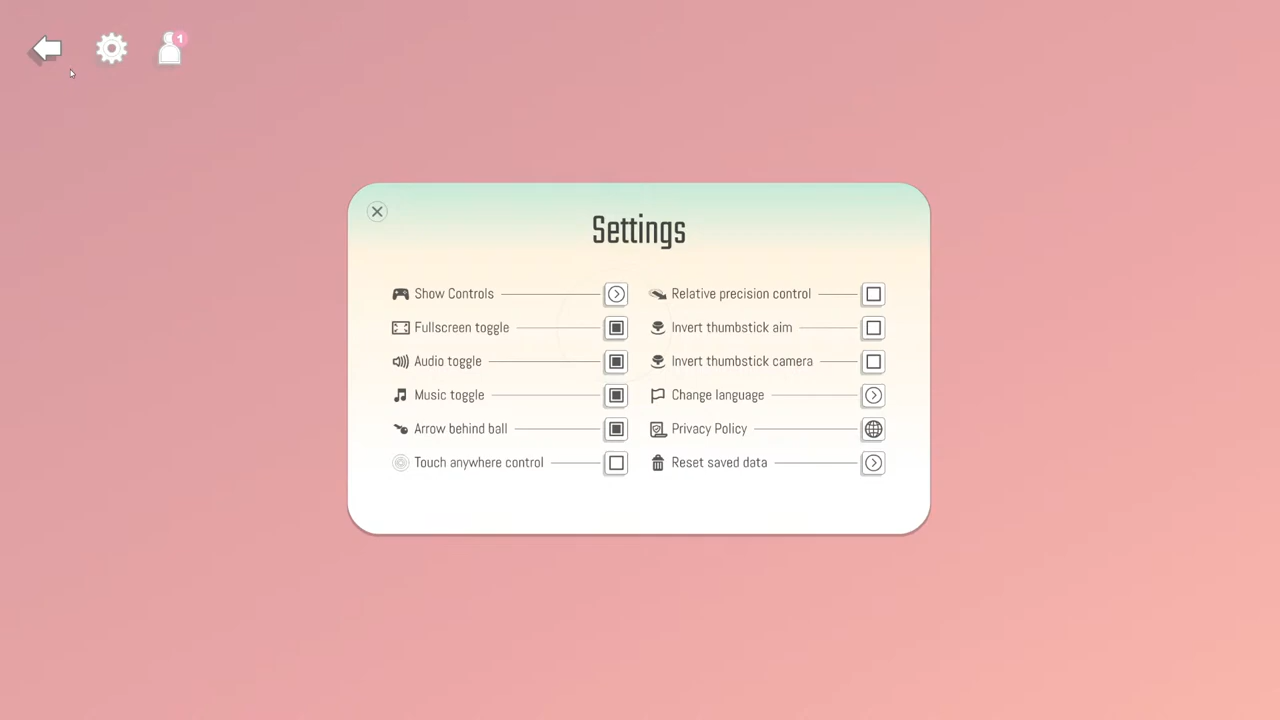 1
Settings
Show Controls
Fullscreen toggle
Audio toggle
Music toggle
Arrow behind ball
Touch anywhere control
Relative precision control
Invert thumbstick aim
Invert thumbstick camera
Change language
Privacy Policy
Reset saved data